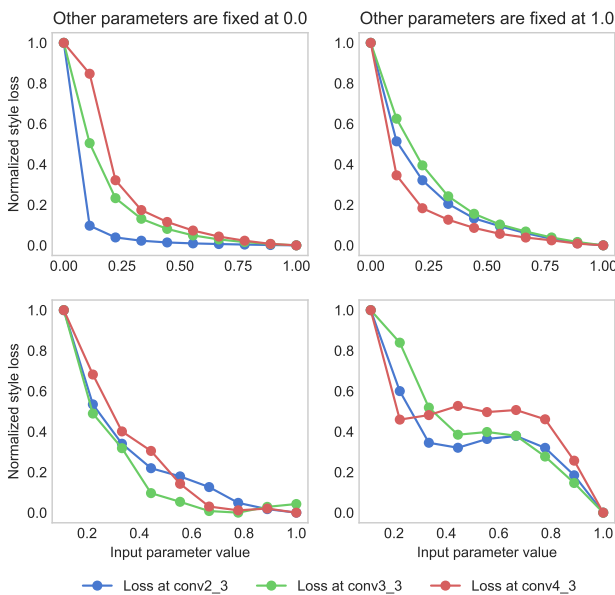 Other parameters are fixed at 0.0
Other parameters are fixed at 1.0
Normalized style loss
1.0
0.8
0.6
0.4
0.2
0.0
0.00 0.25 0.50 0.75 1.00
1.0
0.8
0.6
0.4
0.2
0.0
0.00 0.25 0.50 0.75 1.00
Normalized style loss
1.0
0.8
0.6
0.4
0.2
0.0
0.2 0.4 0.6 0.8 1.0
Input parameter value
1.0
0.8
0.6
0.4
0.2
0.0
0.2 0.4 0.6 0.8 1.0
Input parameter value
Loss at conv2_3 Loss at conv3_3 Loss at conv4_3